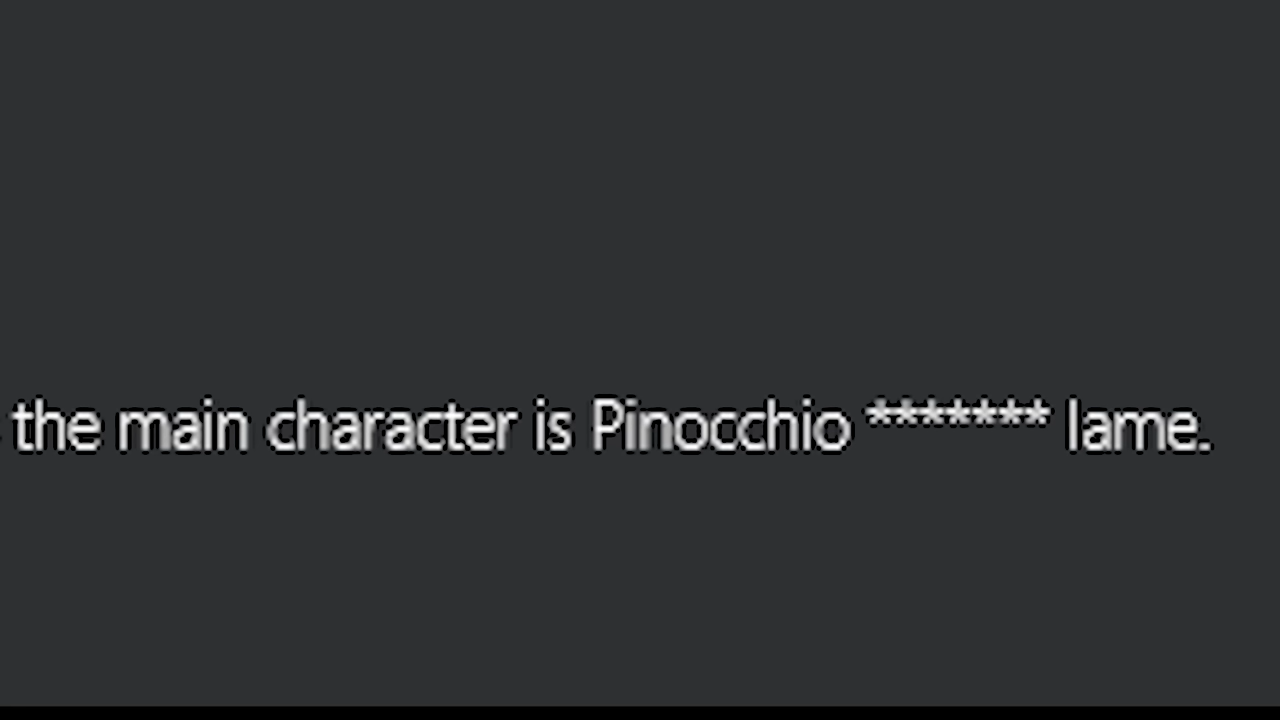 the main character is Pinocchio ******* lame.